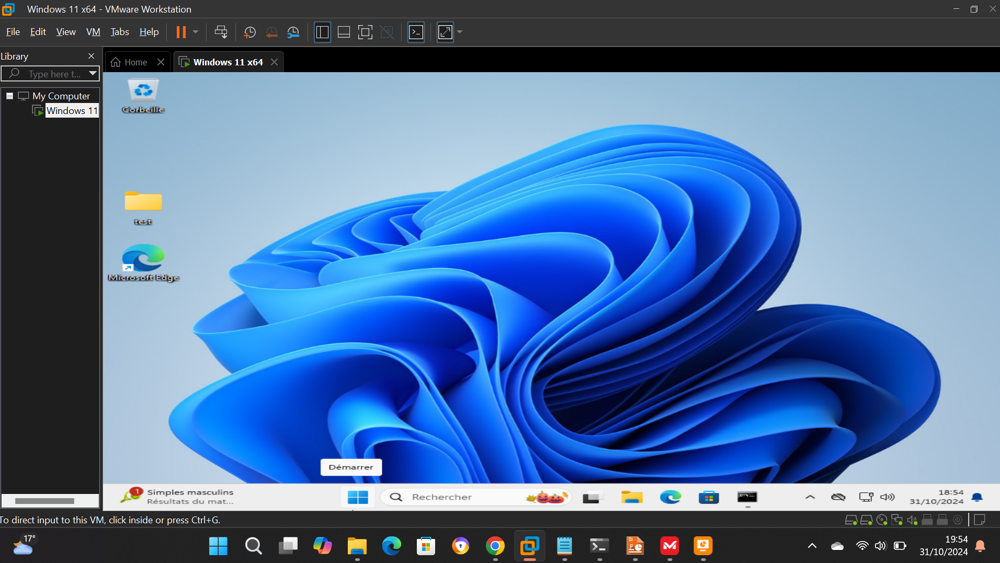 Windows 11 x64 - VMware Workstation
File Edit View VM Tabs Help
Library
Home
Windows 11 x64
Type here t...
My Computer
Windows 11
Corbeille
test
Microsoft Edge
Démarrer
1
Simples masculins
Résultats du mat...
Rechercher
18:54
31/10/2024
To direct input to this VM, click inside or press Ctrl+G.
17°
19:54
31/10/2024